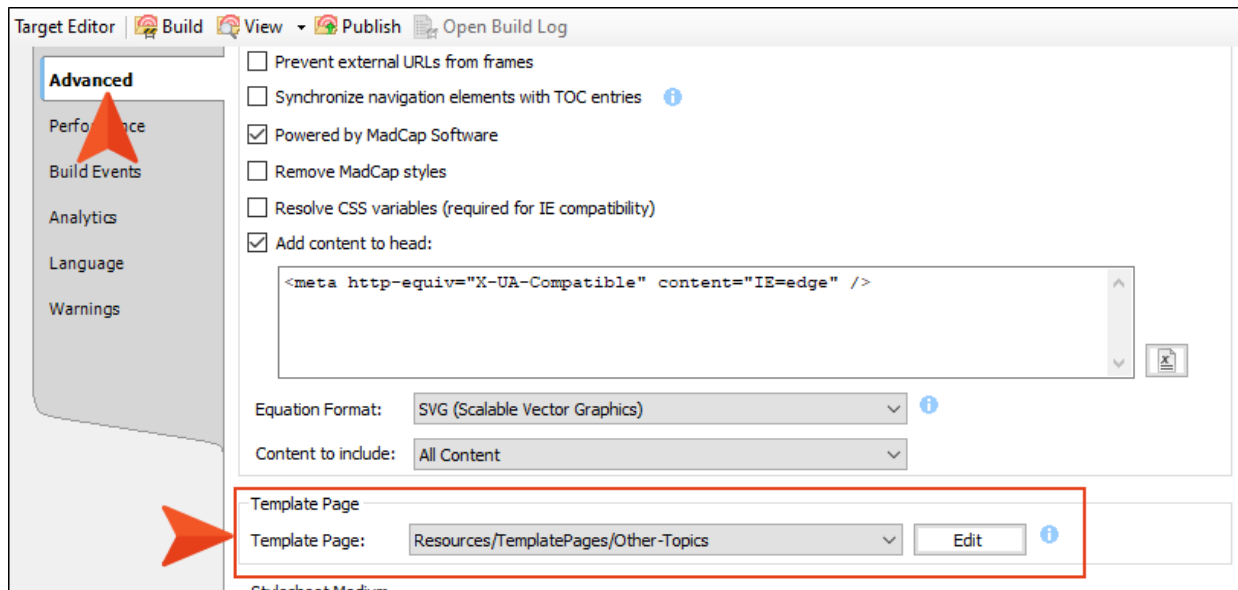 Target Editor Build View Publish Open Build Log
Advanced
Performance
Build Events
Analytics
Language
Warnings
Prevent external URLs from frames
Synchronize navigation elements with TOC entries
Powered by MadCap Software
Remove MadCap styles
Resolve CSS variables (required for IE compatibility)
Add content to head:
<meta http-equiv="X-UA-Compatible" content="IE=edge" />
Equation Format: SVG (Scalable Vector Graphics)
Content to include: All Content
Template Page
Template Page: Resources/TemplatePages/Other-Topics Edit
Stylesheet Medium